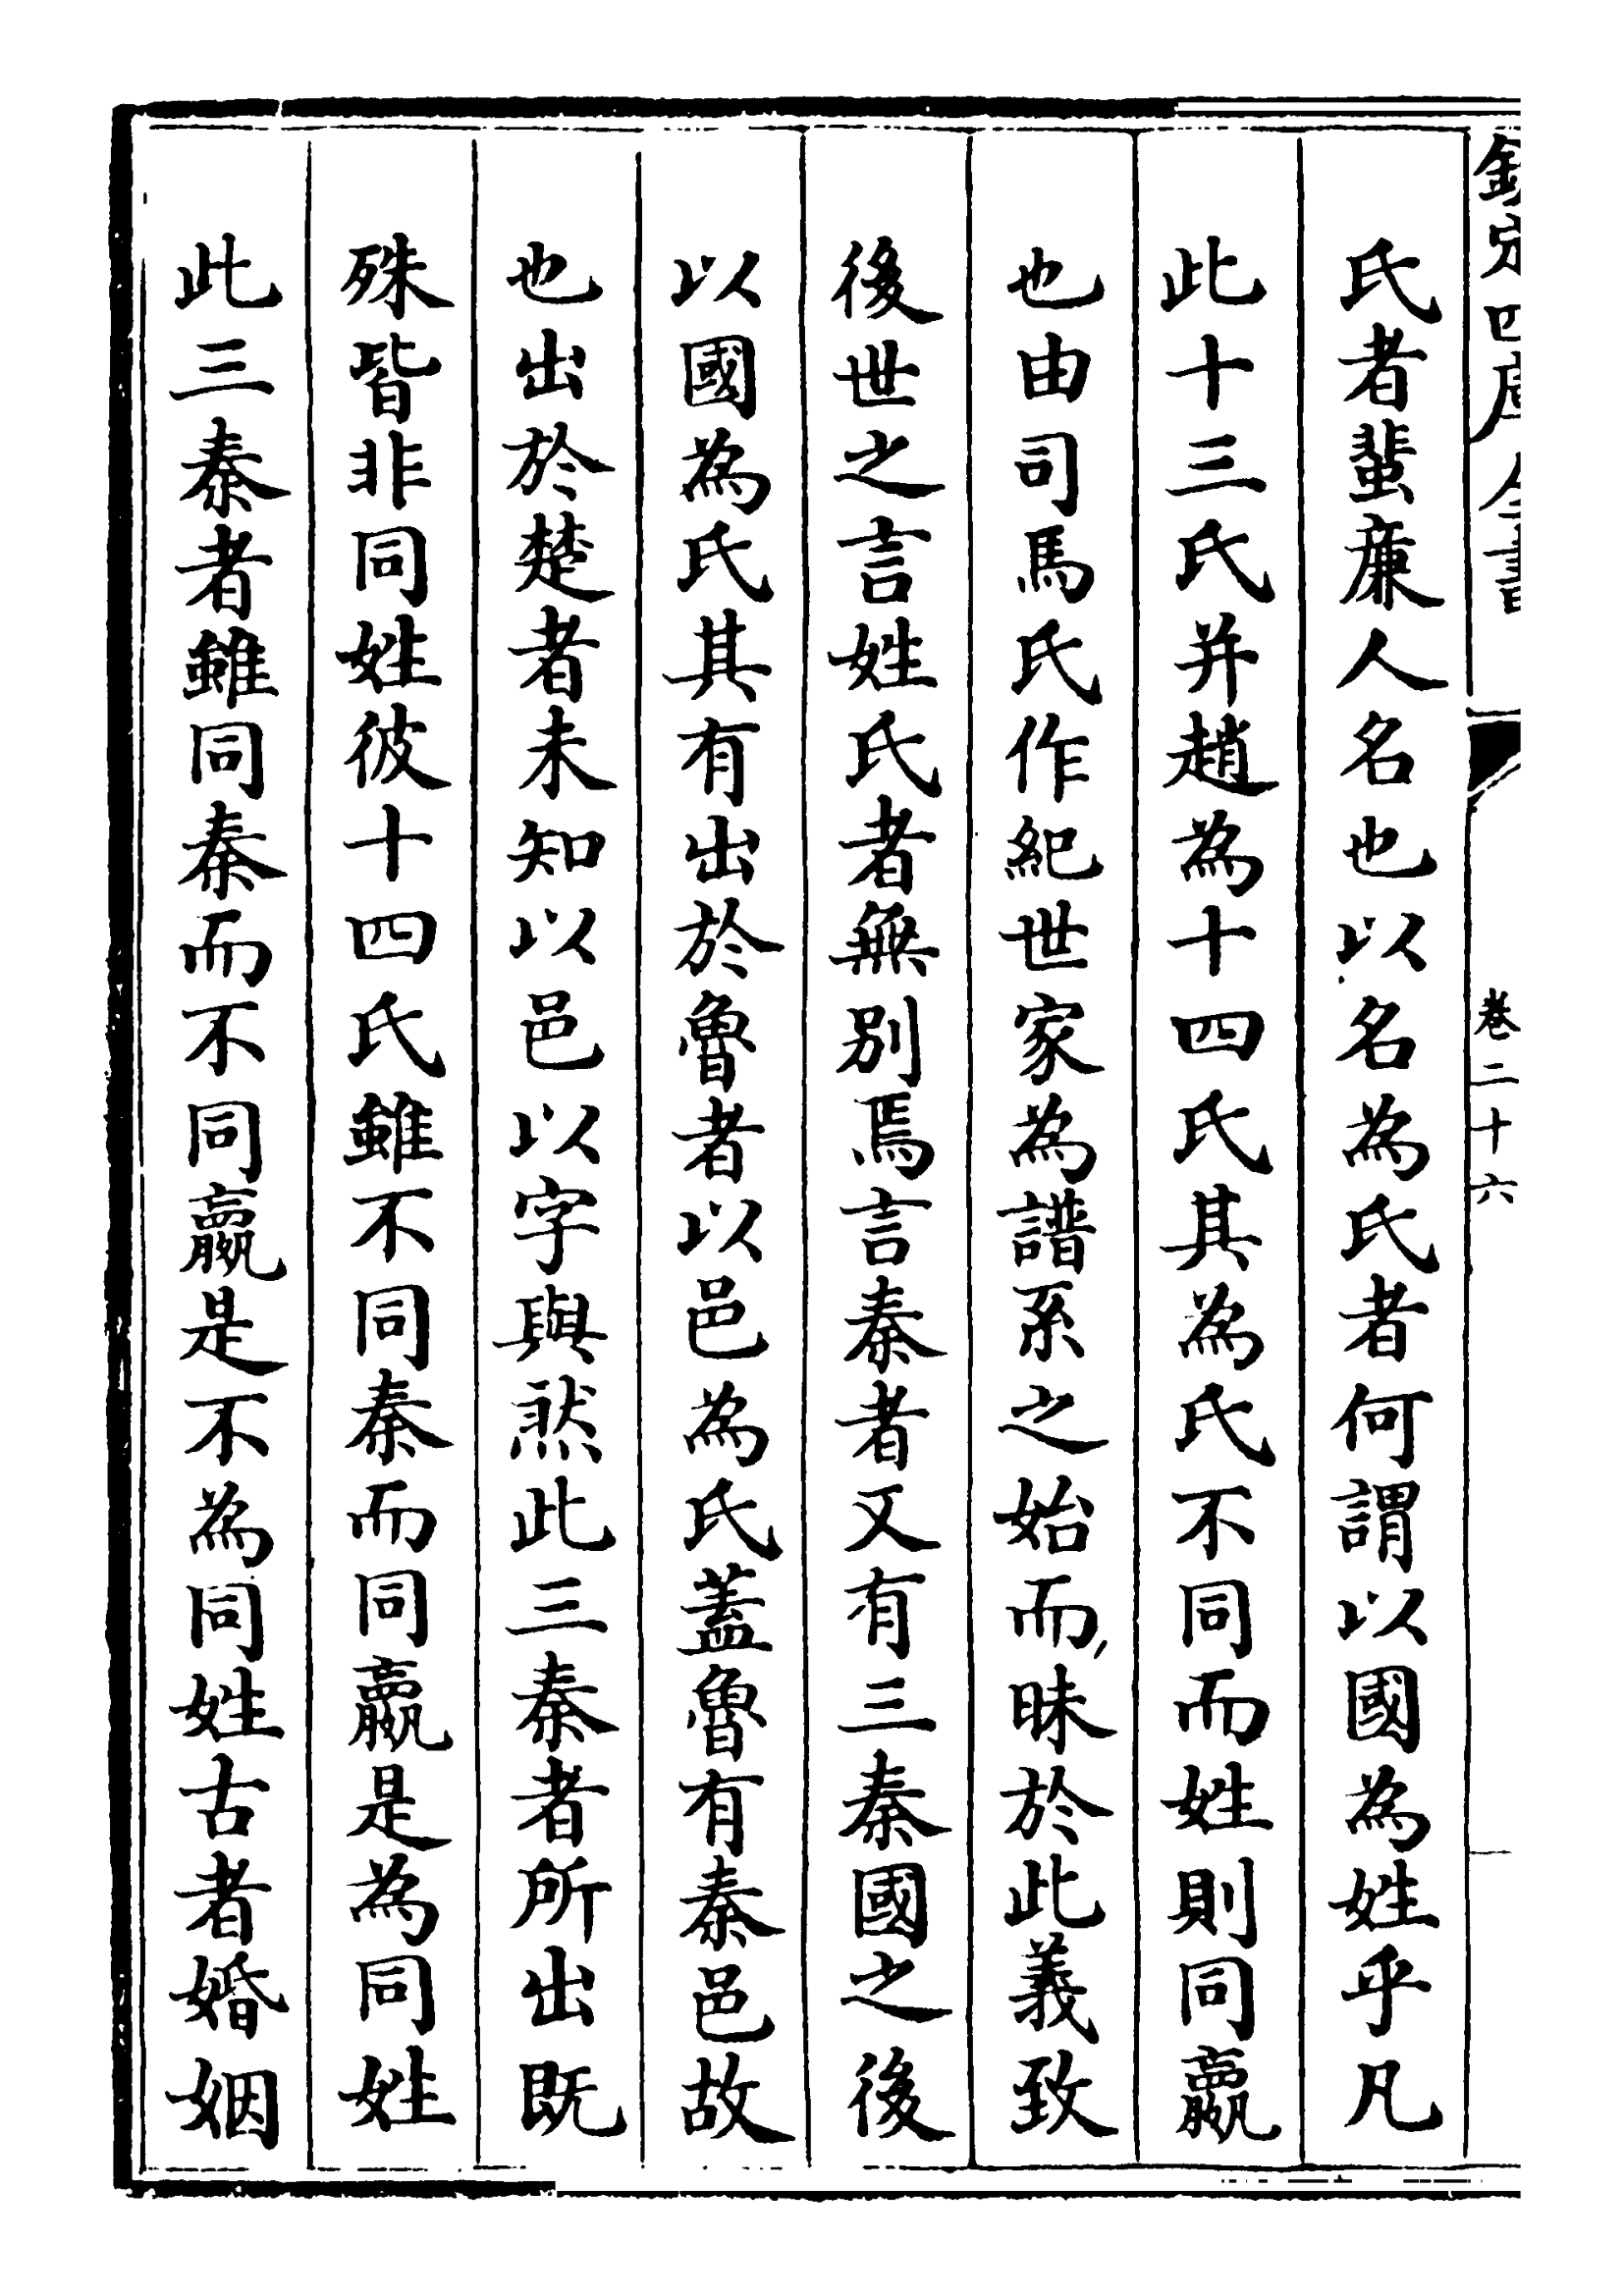 欽定四庫全書
卷二十六
氏者蜚亷人名也以名為氏者何謂以國為姓乎凡
此十三氏并趙為十四氏其為氏不同而姓則同嬴
也由司馬氏作紀世家為譜系之始而昧於此義致
後世之言姓氏者無別焉言秦者又有三秦國之後
以國為氏其有出於魯者以邑為氏蓋魯有秦邑故
也出於楚者未知以邑以字與然此三秦者所出既
殊皆非同姓彼十四氏雖不同秦而同嬴是為同姓
此三秦者雖同秦而不同嬴是不為同姓古者婚姻